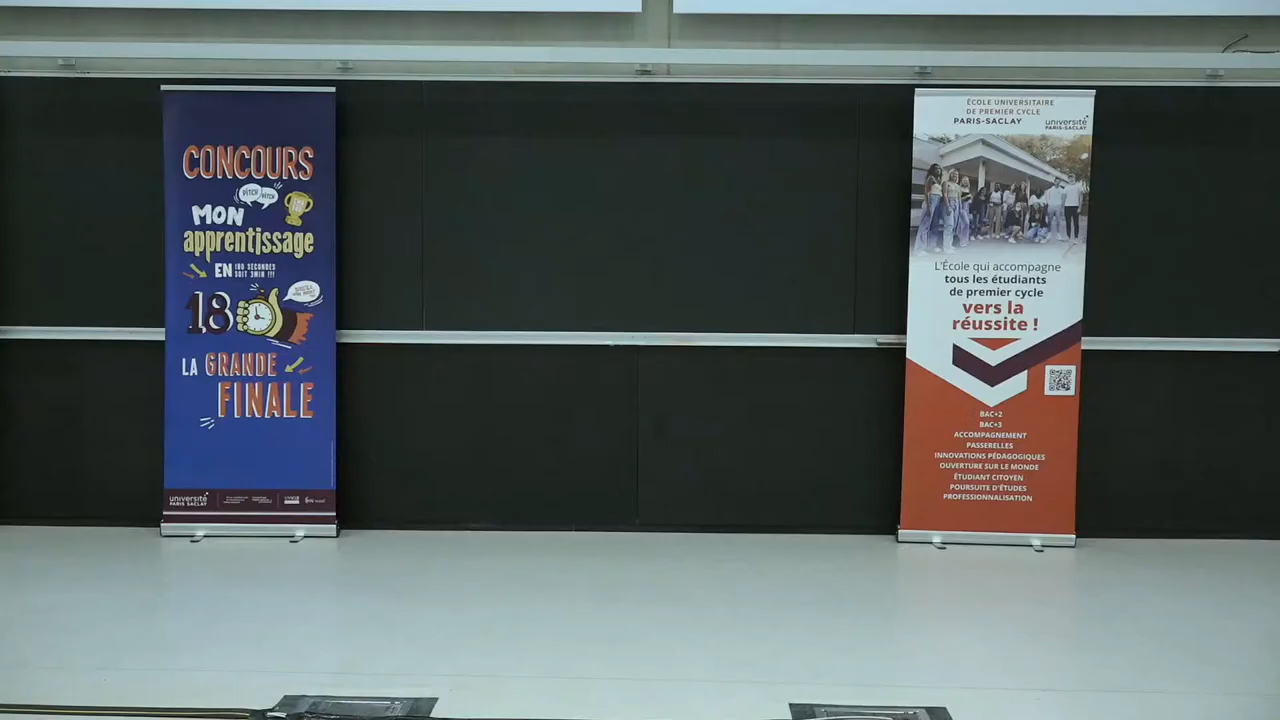 CONCOURS
PITCH
PITCH
MON
apprentissage
EN 180 SECONDES
SOIT 3MIN !!!
18
LA GRANDE
FINALE
université
PARIS-SACLAY
ÉCOLE UNIVERSITAIRE
DE PREMIER CYCLE
PARIS-SACLAY
université
PARIS-SACLAY
L'École qui accompagne
tous les étudiants
de premier cycle
vers la
réussite !
BAC+2
BAC+3
ACCOMPAGNEMENT
PASSERELLES
INNOVATIONS PÉDAGOGIQUES
OUVERTURE SUR LE MONDE
ÉTUDIANT CITOYEN
POURSUITE D'ÉTUDES
PROFESSIONNALISATION